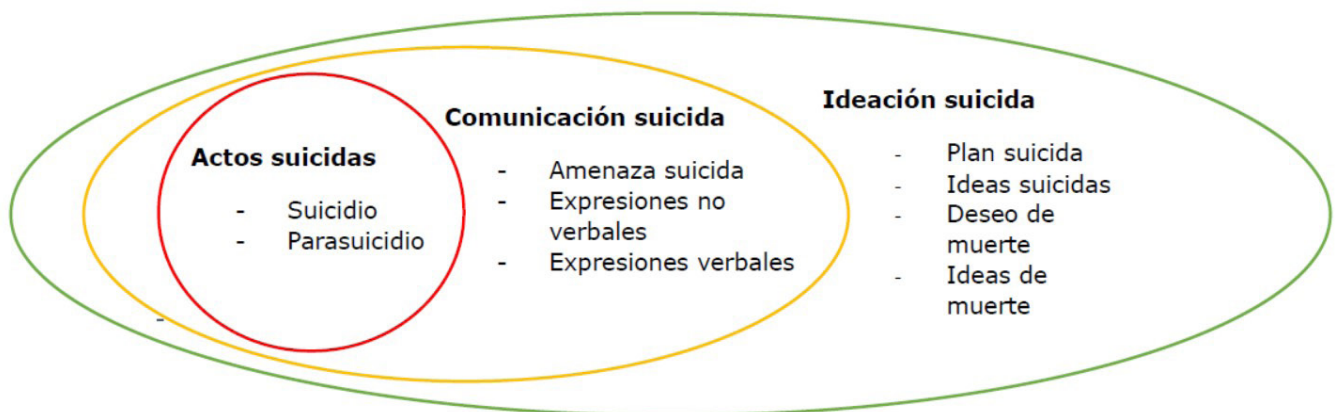 Actos suicidas
- Suicidio
- Parasuicidio
-
Comunicación suicida
- Amenaza suicida
- Expresiones no
verbales
- Expresiones verbales
Ideación suicida
- Plan suicida
- Ideas suicidas
- Deseo de
muerte
- Ideas de
muerte